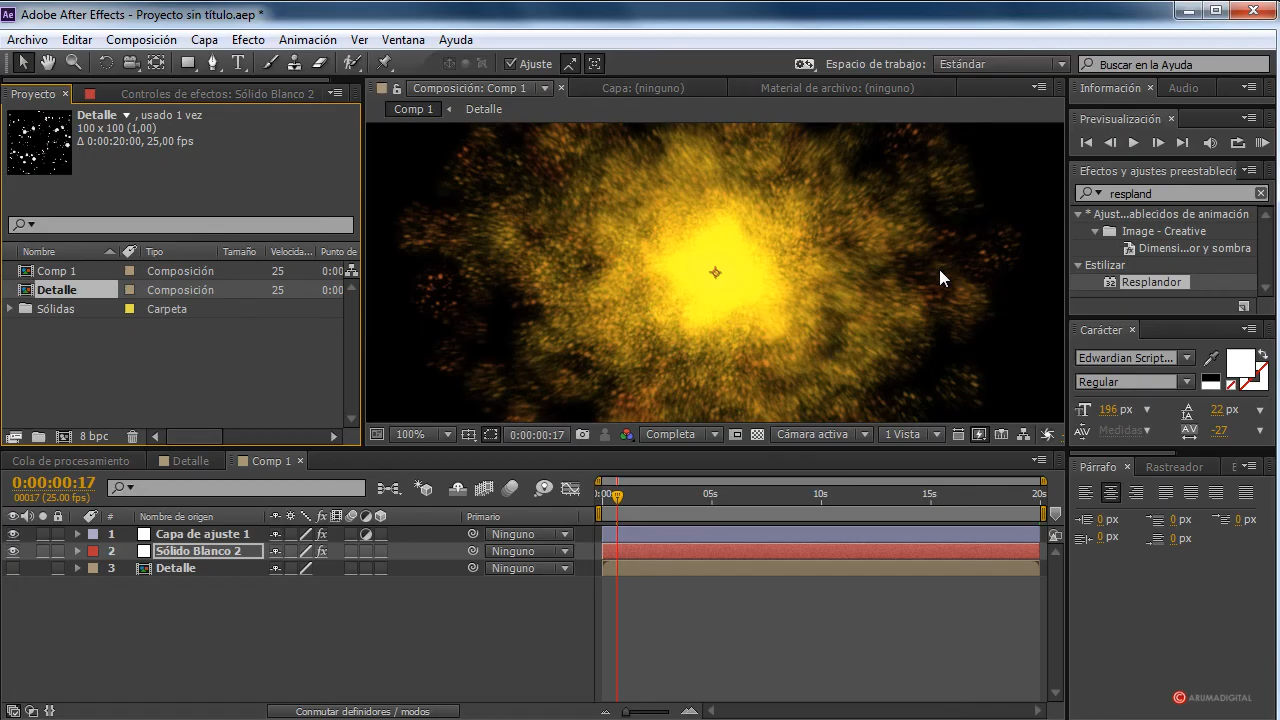 Adobe After Effects - Proyecto sin título.aep *
Archivo Editar Composición Capa Efecto Animación Ver Ventana Ayuda
Ajuste Espacio de trabajo: Estándar Buscar en la Ayuda
Proyecto Controles de efectos: Sólido Blanco 2
Detalle , usado 1 vez
100 x 100 (1,00)
Δ 0:00:20:00, 25,00 fps
Nombre Tipo Tamaño Velocida... Punto de
Comp 1 Composición 25 0:00
Detalle Composición 25 0:00
Sólidas Carpeta
8 bpc
Composición: Comp 1 Capa: (ninguno) Material de archivo: (ninguno)
Comp 1 Detalle
100% 0:00:00:17 Completa Cámara activa 1 Vista
Información Audio
Previsualización
Efectos y ajustes preestableci
respland
* Ajust...ablecidos de animación
Image - Creative
Dimensi...or y sombra
Estilizar
Resplandor
Carácter
Edwardian Script...
Regular
196 px 22 px
Medidas -27
Párrafo Rastreador E
0 px 0 px 0 px
0 px 0 px
Cola de procesamiento Detalle Comp 1
0:00:00:17
00017 (25.00 fps)
# Nombre de origen Primario
1 Capa de ajuste 1 Ninguno
2 Sólido Blanco 2 Ninguno
3 Detalle Ninguno
05s 10s 15s 20s
Conmutar definidores / modos
© ARUMADIGITAL